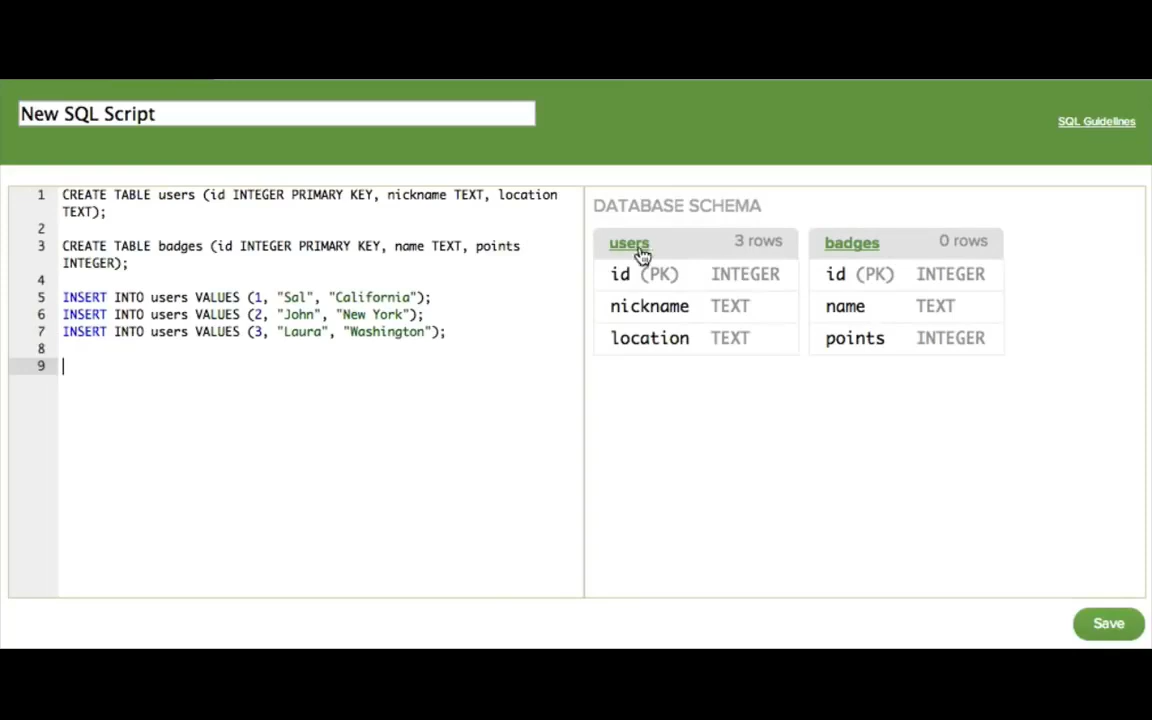 New SQL Script
SQL Guidelines
1 CREATE TABLE users (id INTEGER PRIMARY KEY, nickname TEXT, location
TEXT);
2
3 CREATE TABLE badges (id INTEGER PRIMARY KEY, name TEXT, points
INTEGER);
4
5 INSERT INTO users VALUES (1, "Sal", "California");
6 INSERT INTO users VALUES (2, "John", "New York");
7 INSERT INTO users VALUES (3, "Laura", "Washington");
8
9
DATABASE SCHEMA
users 3 rows
id (PK) INTEGER
nickname TEXT
location TEXT
badges 0 rows
id (PK) INTEGER
name TEXT
points INTEGER
Save